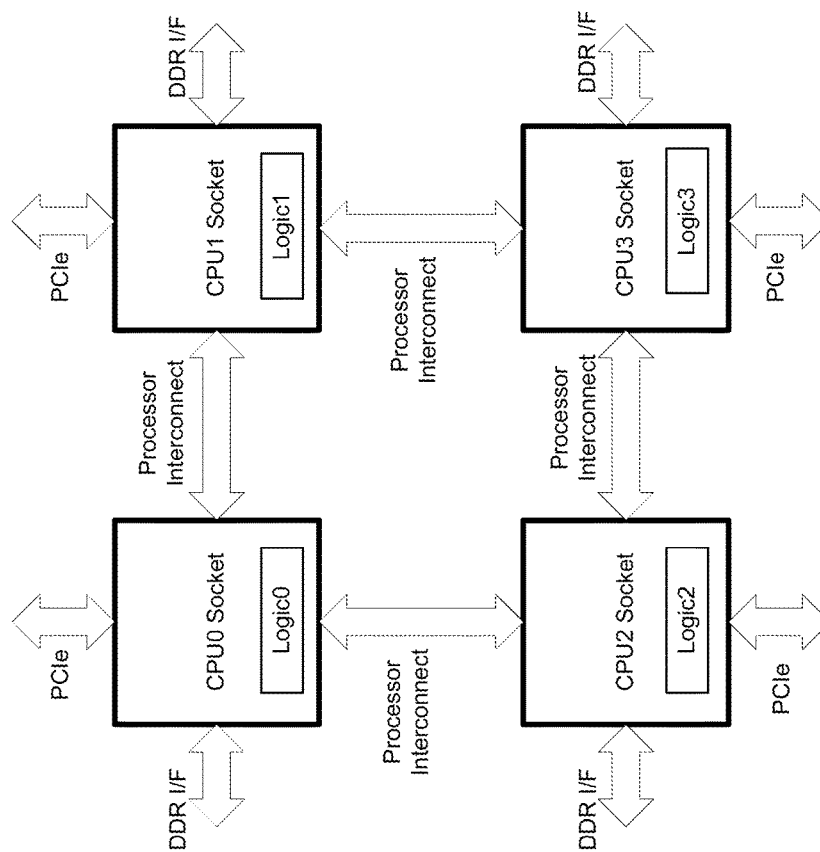 PCIe
PCIe
DDR I/F
Processor
Interconnect
DDR I/F
CPU0 Socket
CPU1 Socket
Logic0
Logic1
Processor
Interconnect
Processor
Interconnect
DDR I/F
Processor
Interconnect
DDR I/F
CPU2 Socket
CPU3 Socket
Logic2
Logic3
PCIe
PCIe